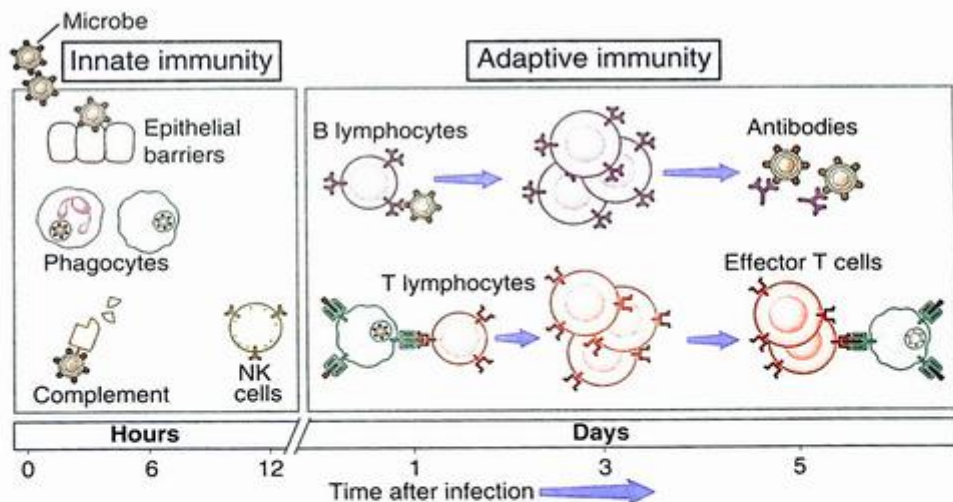 Microbe
Innate immunity
Adaptive immunity
Epithelial
barriers
Phagocytes
Complement
NK
cells
B lymphocytes
Antibodies
T lymphocytes
Effector T cells
Hours
Days
0 6 12 1 3 5
Time after infection